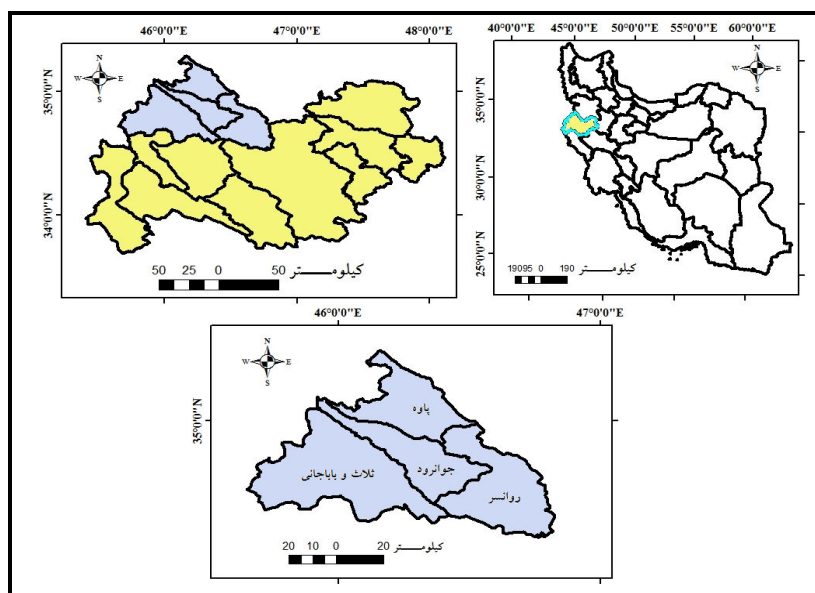 46°0'0"E 47°0'0"E 48°0'0"E
35°0'0"N
34°0'0"N
N
W E
S
50 25 0 50 کیلومــــــتر
40°0'0"E 45°0'0"E 50°0'0"E 55°0'0"E 60°0'0"E
35°0'0"N
30°0'0"N
25°0'0"N
N
W E
S
19095 0 190 کیلومــــــتر
46°0'0"E 47°0'0"E
35°0'0"N
N
W E
S
پاوه
جوانرود
ثلاث و باباجانی
روانسر
20 10 0 20 کیلومــــــتر